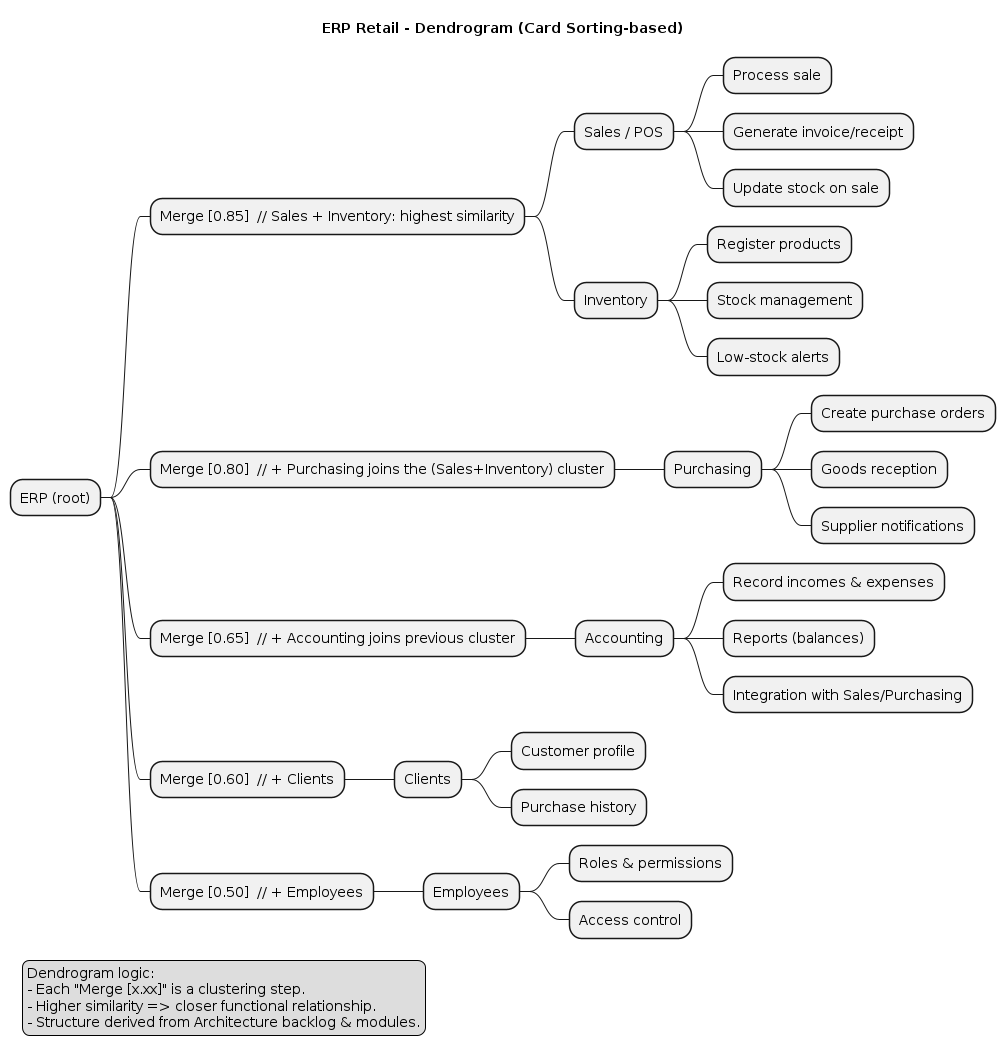 ERP Retail - Dendrogram (Card Sorting-based)
ERP (root)
Merge [0.85]  // Sales + Inventory: highest similarity
Sales / POS
Process sale
Generate invoice/receipt
Update stock on sale
Inventory
Register products
Stock management
Low-stock alerts
Merge [0.80]  // + Purchasing joins the (Sales+Inventory) cluster
Purchasing
Create purchase orders
Goods reception
Supplier notifications
Merge [0.65]  // + Accounting joins previous cluster
Accounting
Record incomes & expenses
Reports (balances)
Integration with Sales/Purchasing
Merge [0.60]  // + Clients
Clients
Customer profile
Purchase history
Merge [0.50]  // + Employees
Employees
Roles & permissions
Access control
Dendrogram logic:
- Each "Merge [x.xx]" is a clustering step.
- Higher similarity => closer functional relationship.
- Structure derived from Architecture backlog & modules.